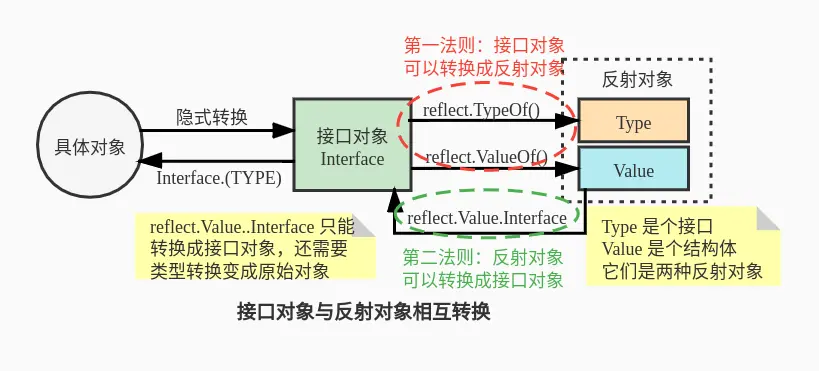 第一法则：接口对象
可以转换成反射对象
反射对象
隐式转换
reflect.TypeOf()
具体对象
接口对象
Interface
Type
reflect.ValueOf()
Value
Interface.(TYPE)
reflect.Value.Interface
reflect.Value..Interface 只能
转换成接口对象，还需要
类型转换变成原始对象
Type 是个接口
Value 是个结构体
它们是两种反射对象
第二法则：反射对象
可以转换成接口对象
接口对象与反射对象相互转换